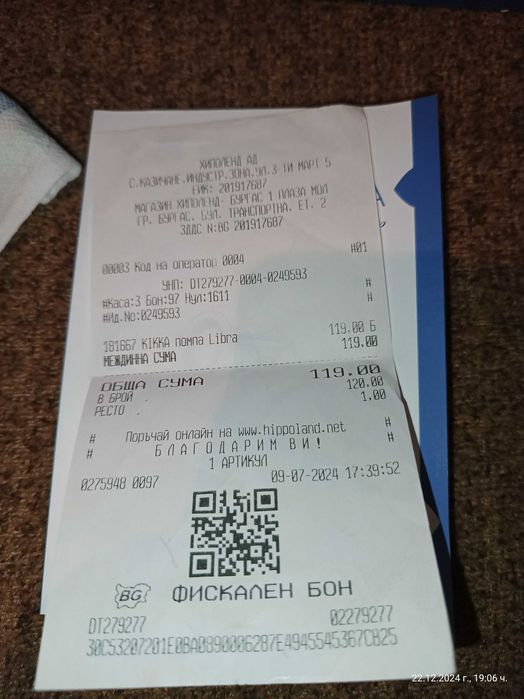 ХИПОЛЕНД АД
С.КАЗИЧАНЕ,ИНДУСТР.ЗОНА,УЛ.3 ТИ МАРТ 5
ЕИК: 201917687
МАГАЗИН ХИПОЛЕНД- БУРГАС 1 ПЛАЗА МОЛ
ГР. БУРГАС, БУЛ. ТРАНСПОРТНА, ЕТ. 2
ЗДДС N:BG 201917687
00003 Код на оператор 0004 #01
УНП: DT279277-0004-0249593
#Каса:3 Бон:97 Нул:1611 #
#Ид.No:0249593 #
181667 KIKKA помпа Libra 119.00 Б
МЕЖДИННА СУМА 119.00
ОБЩА СУМА 119.00
В БРОЙ . 120.00
РЕСТО . 1.00
# Поръчай онлайн на www.hippoland.net #
# БЛАГОДАРИМ ВИ! #
1 АРТИКУЛ
0275948 0097 09-07-2024 17:39:52
BG ФИСКАЛЕН БОН
DT279277 02279277
30C53207201E0BA0890006287E4945545367CB25
22.12.2024 г., 19:06 ч.